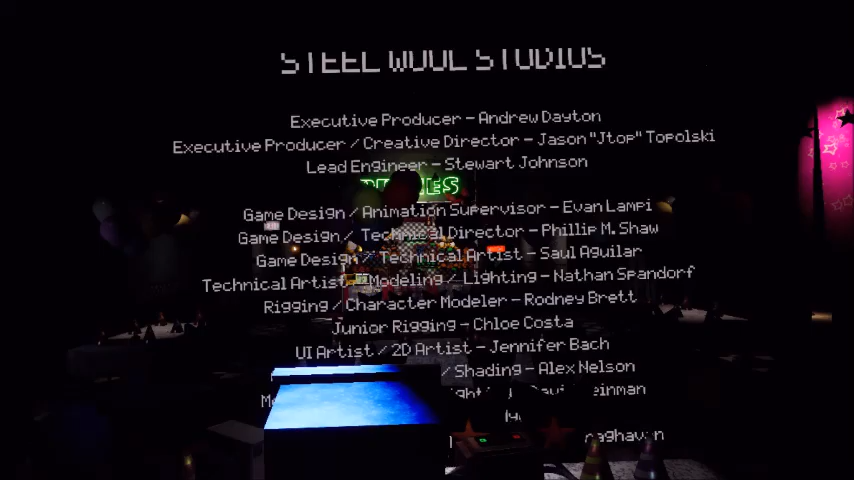 STEEL WOOL STUDIOS
Executive Producer - Andrew Dayton
Executive Producer / Creative Director - Jason "Jtop" Topolski
Lead Engineer - Stewart Johnson
Game Design / Animation Supervisor - Evan Lampi
Game Design / Technical Director - Phillip M. Shaw
Game Design / Technical Artist - Saul Aguilar
Technical Artist / Modeling / Lighting - Nathan Spandorf
Rigging / Character Modeler - Rodney Brett
Junior Rigging - Chloe Costa
UI Artist / 2D Artist - Jennifer Bach
/ Shading - Alex Nelson